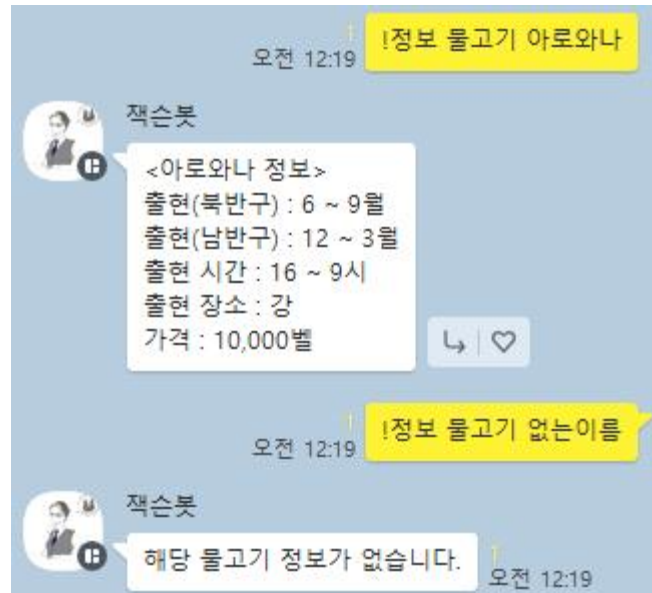 !정보 물고기 아로와나
1
오전 12:19
잭슨봇
<아로와나 정보>
출현(북반구) : 6 ~ 9월
출현(남반구) : 12 ~ 3월
출현 시간 : 16 ~ 9시
출현 장소 : 강
가격 : 10,000벨
!정보 물고기 없는이름
1
오전 12:19
잭슨봇
해당 물고기 정보가 없습니다.
1
오전 12:19